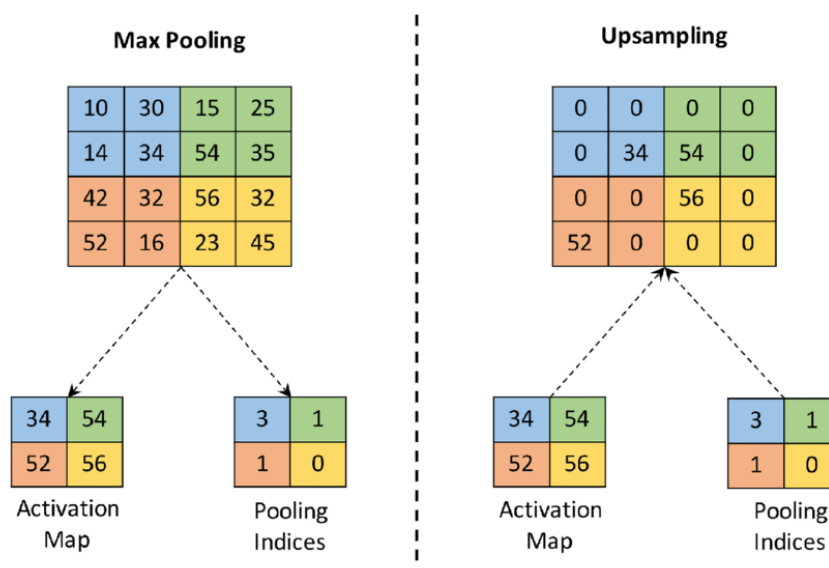 Max Pooling
10 30 15 25
14 34 54 35
42 32 56 32
52 16 23 45
34 54
52 56
Activation
Map
3 1
1 0
Pooling
Indices
Upsampling
0 0 0 0
0 34 54 0
0 0 56 0
52 0 0 0
34 54
52 56
Activation
Map
3 1
1 0
Pooling
Indices